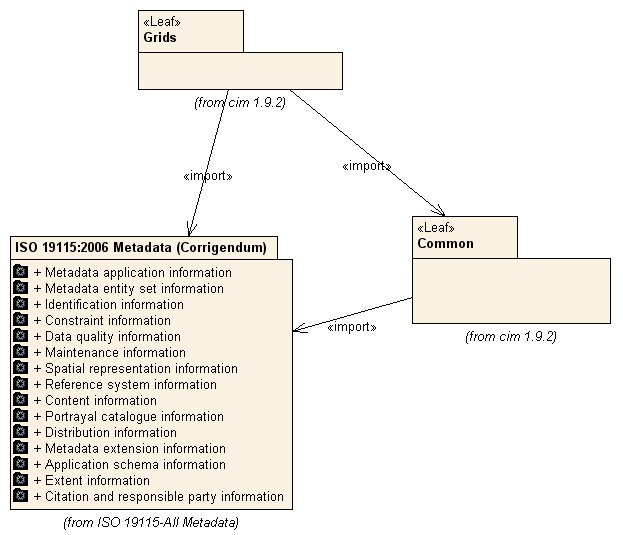 «Leaf»
Grids
(from cim 1.9.2)
«import»
«import»
«Leaf»
Common
(from cim 1.9.2)
«import»
ISO 19115:2006 Metadata (Corrigendum)
+ Metadata application information
+ Metadata entity set information
+ Identification information
+ Constraint information
+ Data quality information
+ Maintenance information
+ Spatial representation information
+ Reference system information
+ Content information
+ Portrayal catalogue information
+ Distribution information
+ Metadata extension information
+ Application schema information
+ Extent information
+ Citation and responsible party information
(from ISO 19115-All Metadata)